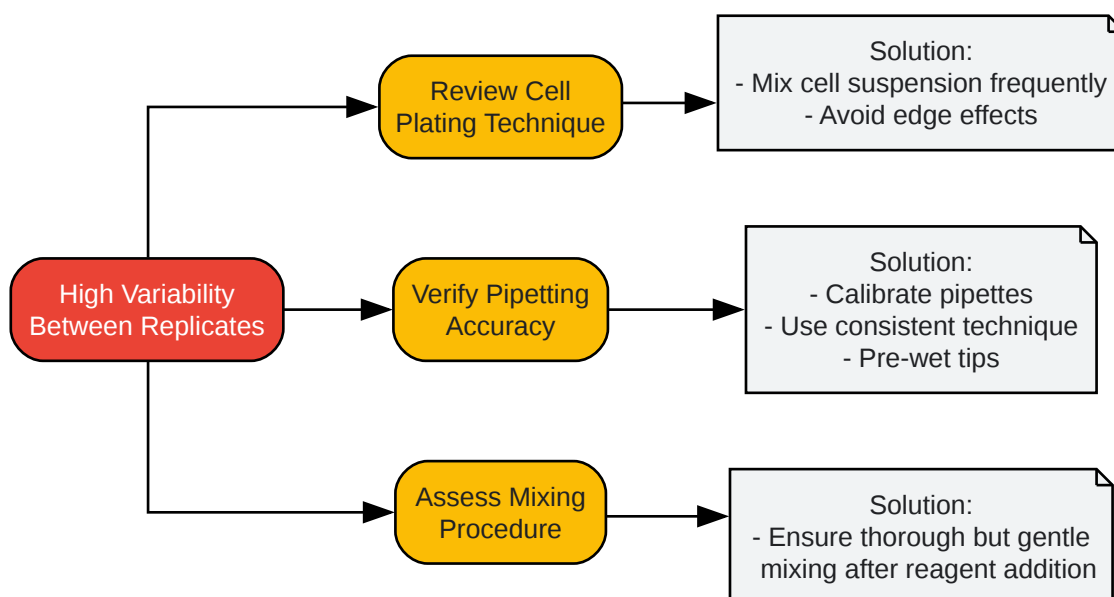 High Variability
Between Replicates
Review Cell
Plating Technique
Solution:
- Mix cell suspension frequently
- Avoid edge effects
Verify Pipetting
Accuracy
Solution:
- Calibrate pipettes
- Use consistent technique
- Pre-wet tips
Assess Mixing
Procedure
Solution:
- Ensure thorough but gentle
mixing after reagent addition